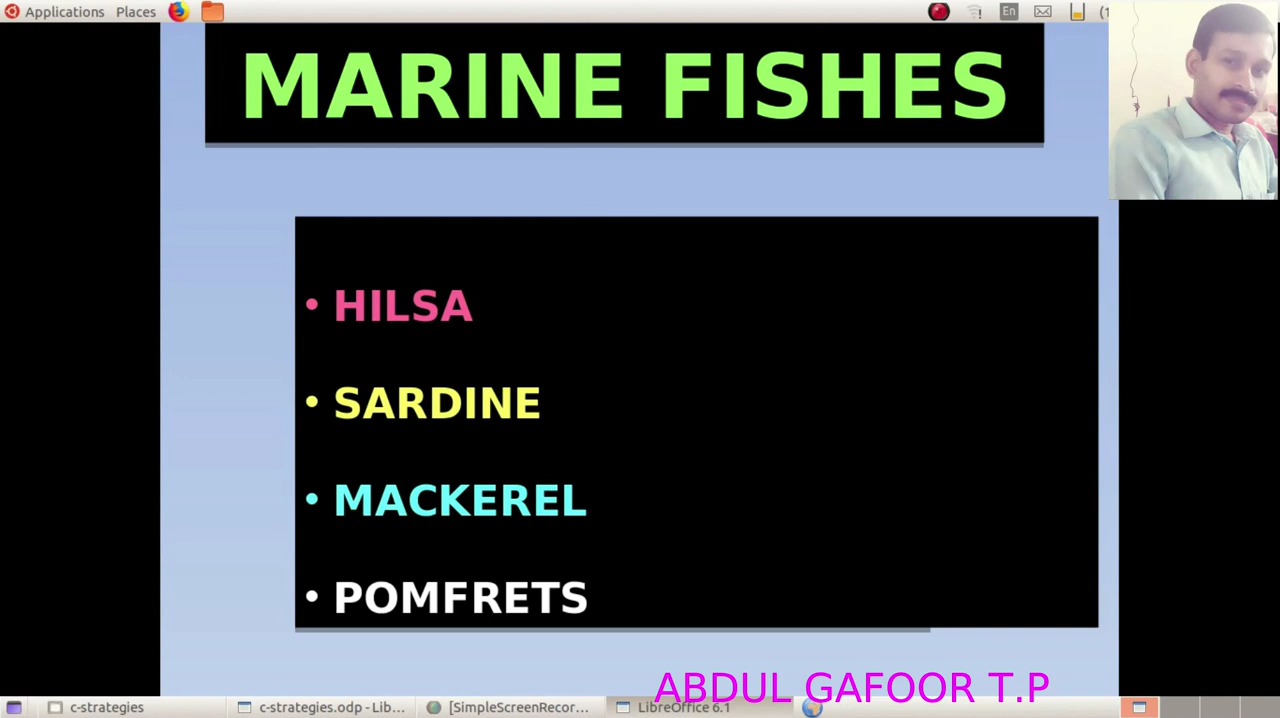 Applications Places En (1
MARINE FISHES
• HILSA
• SARDINE
• MACKEREL
• POMFRETS
ABDUL GAFOOR T.P
c-strategies c-strategies.odp - Lib... [SimpleScreenRecor... LibreOffice 6.1